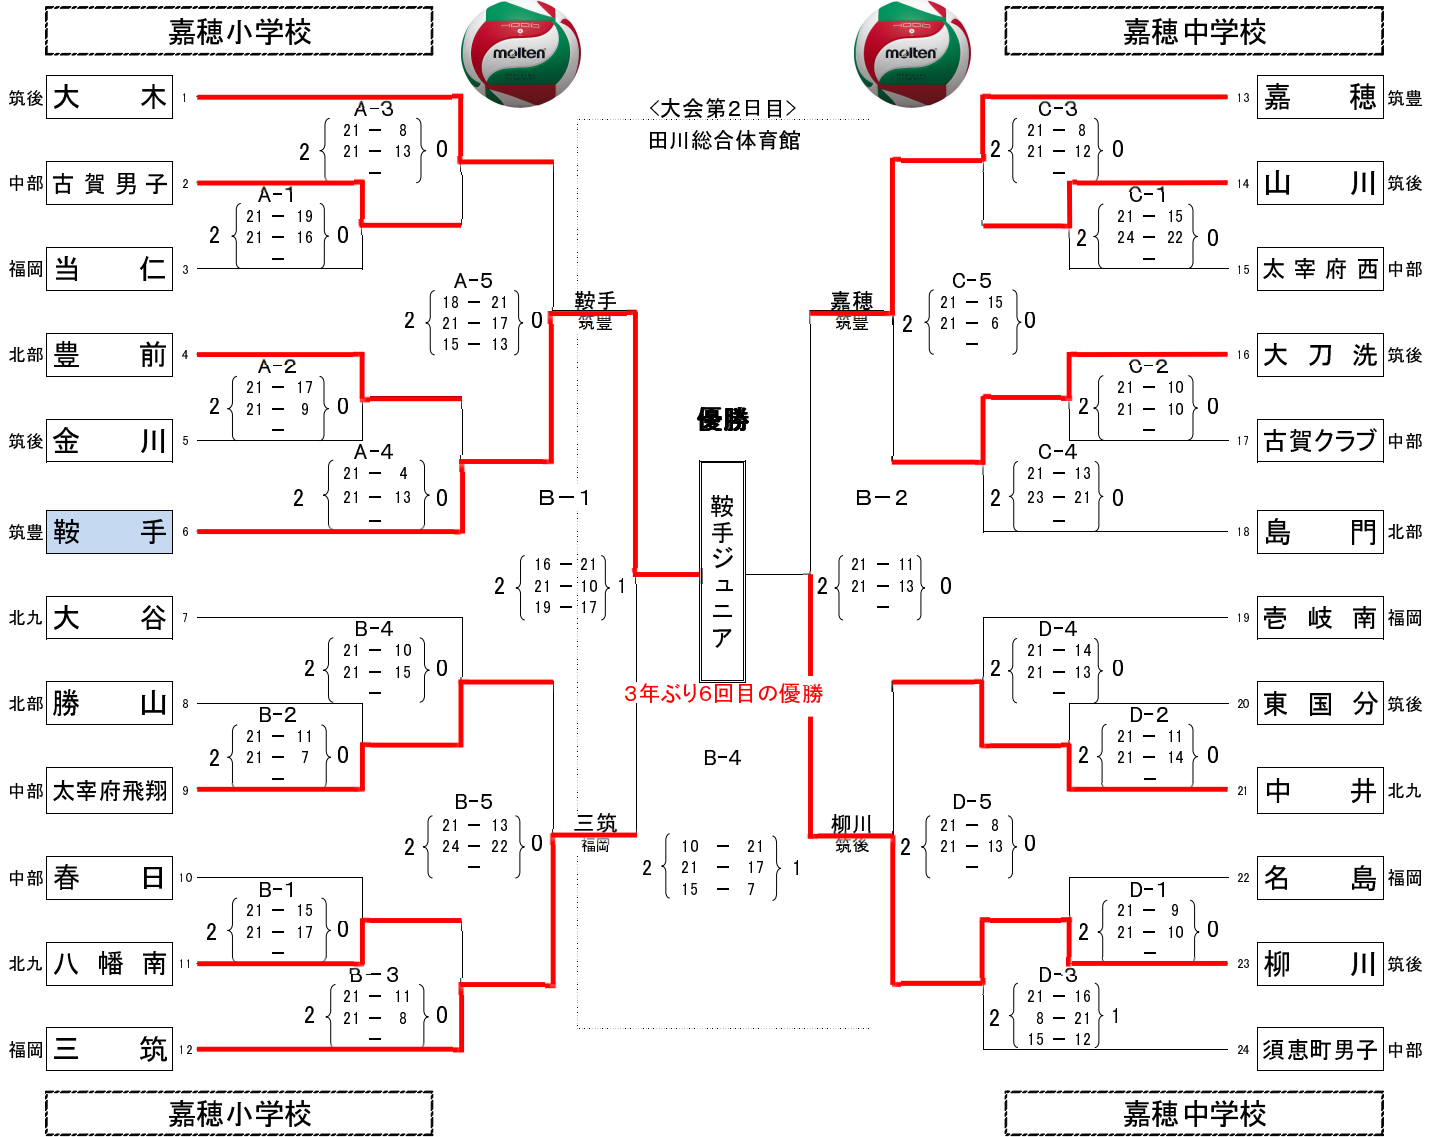 嘉穂小学校
嘉穂中学校
molten
molten
<大会第2日目>
田川総合体育館
筑後 大木 1
中部 古賀男子 2
福岡 当仁 3
北部 豊前 4
筑後 金川 5
筑豊 鞍手 6
北九 大谷 7
北部 勝山 8
中部 太宰府飛翔 9
中部 春日 10
北九 八幡南 11
福岡 三筑 12
A-3
2 21 - 8 0
21 - 13
-
A-1
2 21 - 19 0
21 - 16
-
A-5
2 18 - 21 0
21 - 17
15 - 13
A-2
2 21 - 17 0
21 - 9
-
A-4
2 21 - 4 0
21 - 13
-
B-4
2 21 - 10 0
21 - 15
-
B-2
2 21 - 11 0
21 - 7
-
B-5
2 21 - 13 0
24 - 22
-
B-1
2 21 - 15 0
21 - 17
-
B-3
2 21 - 11 0
21 - 8
-
鞍手
筑豊
三筑
福岡
B-1
2 16 - 21 1
21 - 10
19 - 17
優勝
鞍手ジュニア
3年ぶり6回目の優勝
B-4
2 10 - 21 1
21 - 17
15 - 7
嘉穂
筑豊
柳川
筑後
B-2
2 21 - 11 0
21 - 13
-
C-3
2 21 - 8 0
21 - 12
-
C-1
2 21 - 15 0
24 - 22
-
C-5
2 21 - 15 0
21 - 6
-
C-2
2 21 - 10 0
21 - 10
-
C-4
2 21 - 13 0
23 - 21
-
D-4
2 21 - 14 0
21 - 13
-
D-2
2 21 - 11 0
21 - 14
-
D-5
2 21 - 8 0
21 - 13
-
D-1
2 21 - 9 0
21 - 10
-
D-3
2 21 - 16 1
8 - 21
15 - 12
13 嘉穂 筑豊
14 山川 筑後
15 太宰府西 中部
16 大刀洗 筑後
17 古賀クラブ 中部
18 島門 北部
19 壱岐南 福岡
20 東国分 筑後
21 中井 北九
22 名島 福岡
23 柳川 筑後
24 須恵町男子 中部
嘉穂小学校
嘉穂中学校